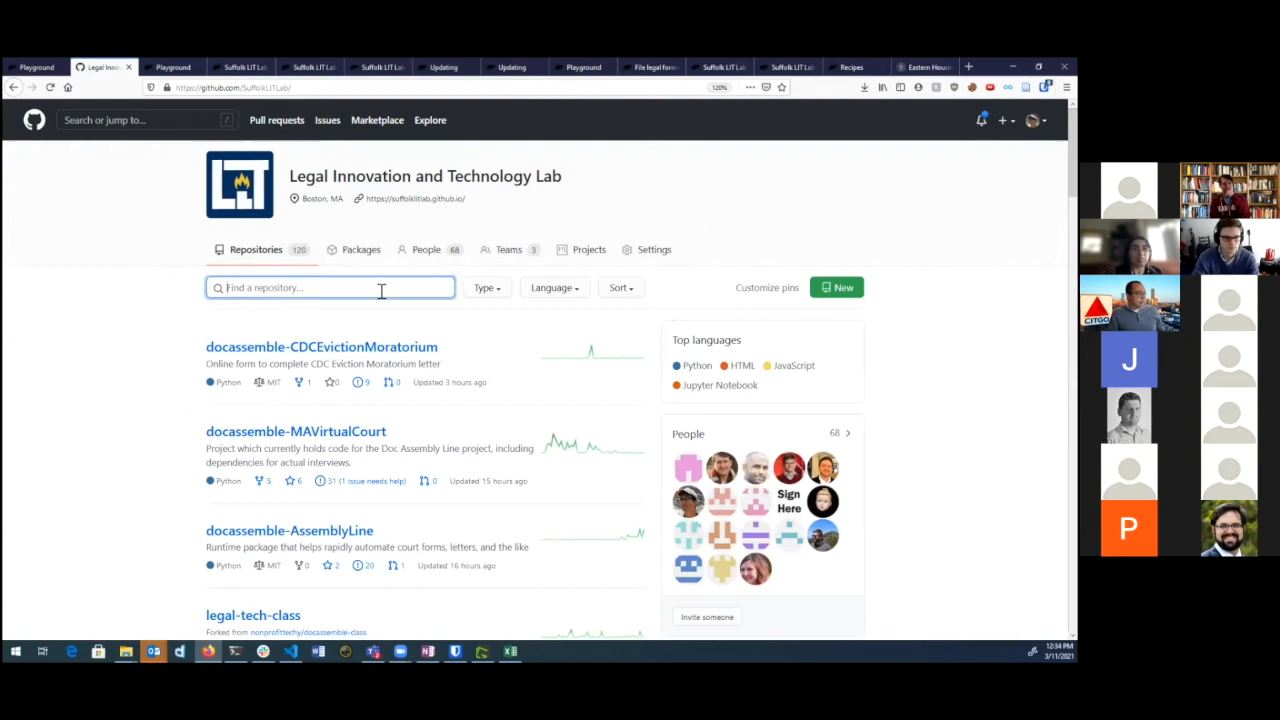 Playground
Legal Inno
Playground
Suffolk LIT Lab
Suffolk LIT Lab
Suffolk LIT Lab
Updating
Updating
Playground
File legal form
Suffolk LIT Lab
Suffolk LIT Lab
Recipes
Eastern Housin
https://github.com/SuffolkLITLab/
120%
Search or jump to...
/
Pull requests
Issues
Marketplace
Explore
LIT
Legal Innovation and Technology Lab
Boston, MA
https://suffolklitlab.github.io/
Repositories 120
Packages
People 68
Teams 3
Projects
Settings
Find a repository...
Type
Language
Sort
Customize pins
New
docassemble-CDCEvictionMoratorium
Online form to complete CDC Eviction Moratorium letter
Python MIT 1 0 9 0 Updated 3 hours ago
docassemble-MAVirtualCourt
Project which currently holds code for the Doc Assembly Line project, including
dependencies for actual interviews.
Python 5 6 31 (1 issue needs help) 0 Updated 15 hours ago
docassemble-AssemblyLine
Runtime package that helps rapidly automate court forms, letters, and the like
Python MIT 0 2 20 1 Updated 16 hours ago
legal-tech-class
Forked from nonprofittechy/docassemble-class
Top languages
Python HTML JavaScript
Jupyter Notebook
People 68
Sign
Here
Invite someone
CITGO
J
P
12:34 PM
3/11/2021